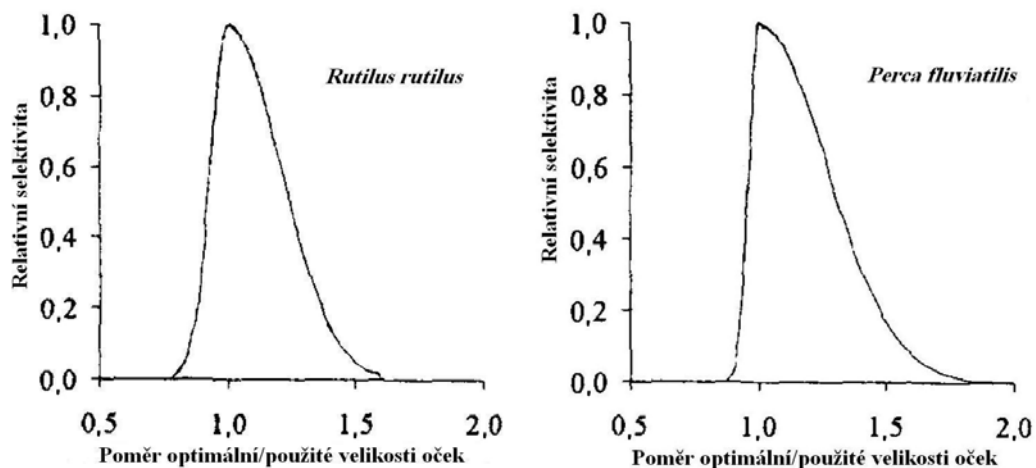 1,0
0,8
0,6
0,4
0,2
0,0
Relativní selektivita
Rutilus rutilus
0,5 1,0 1,5 2,0
Poměr optimální/použité velikosti oček
1,0
0,8
0,6
0,4
0,2
0,0
Relativní selektivita
Perca fluviatilis
0,5 1,0 1,5 2,0
Poměr optimální/použité velikosti oček